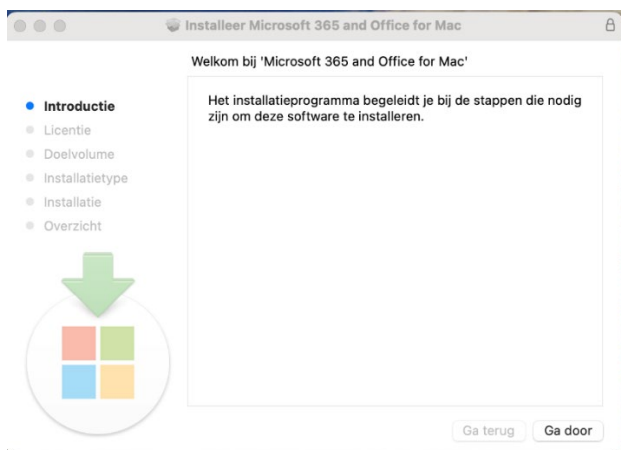 Installeer Microsoft 365 and Office for Mac
Welkom bij 'Microsoft 365 and Office for Mac'
Introductie
Licentie
Doelvolume
Installatietype
Installatie
Overzicht
Het installatieprogramma begeleidt je bij de stappen die nodig
zijn om deze software te installeren.
Ga terug
Ga door